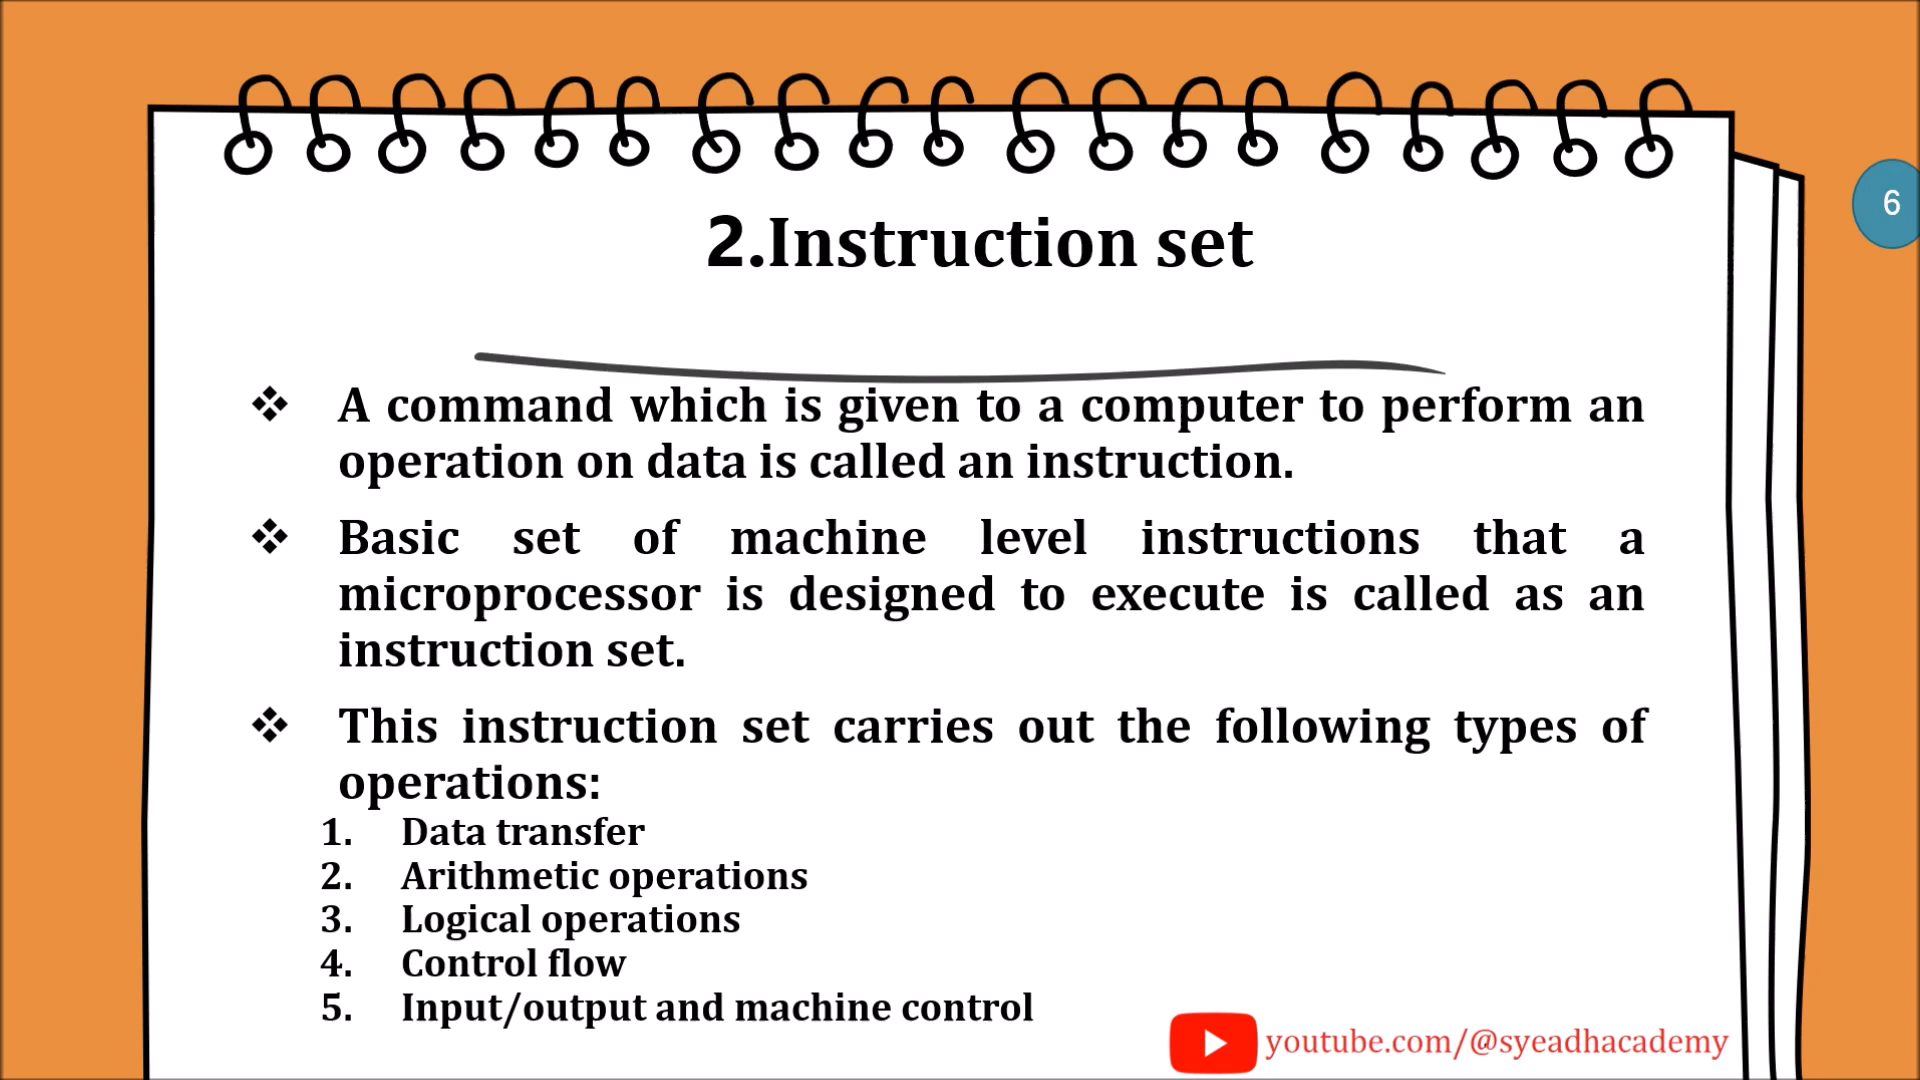 6
2.Instruction set
❖ A command which is given to a computer to perform an
operation on data is called an instruction.
❖ Basic set of machine level instructions that a
microprocessor is designed to execute is called as an
instruction set.
❖ This instruction set carries out the following types of
operations:
1. Data transfer
2. Arithmetic operations
3. Logical operations
4. Control flow
5. Input/output and machine control
youtube.com/@syeadhacademy